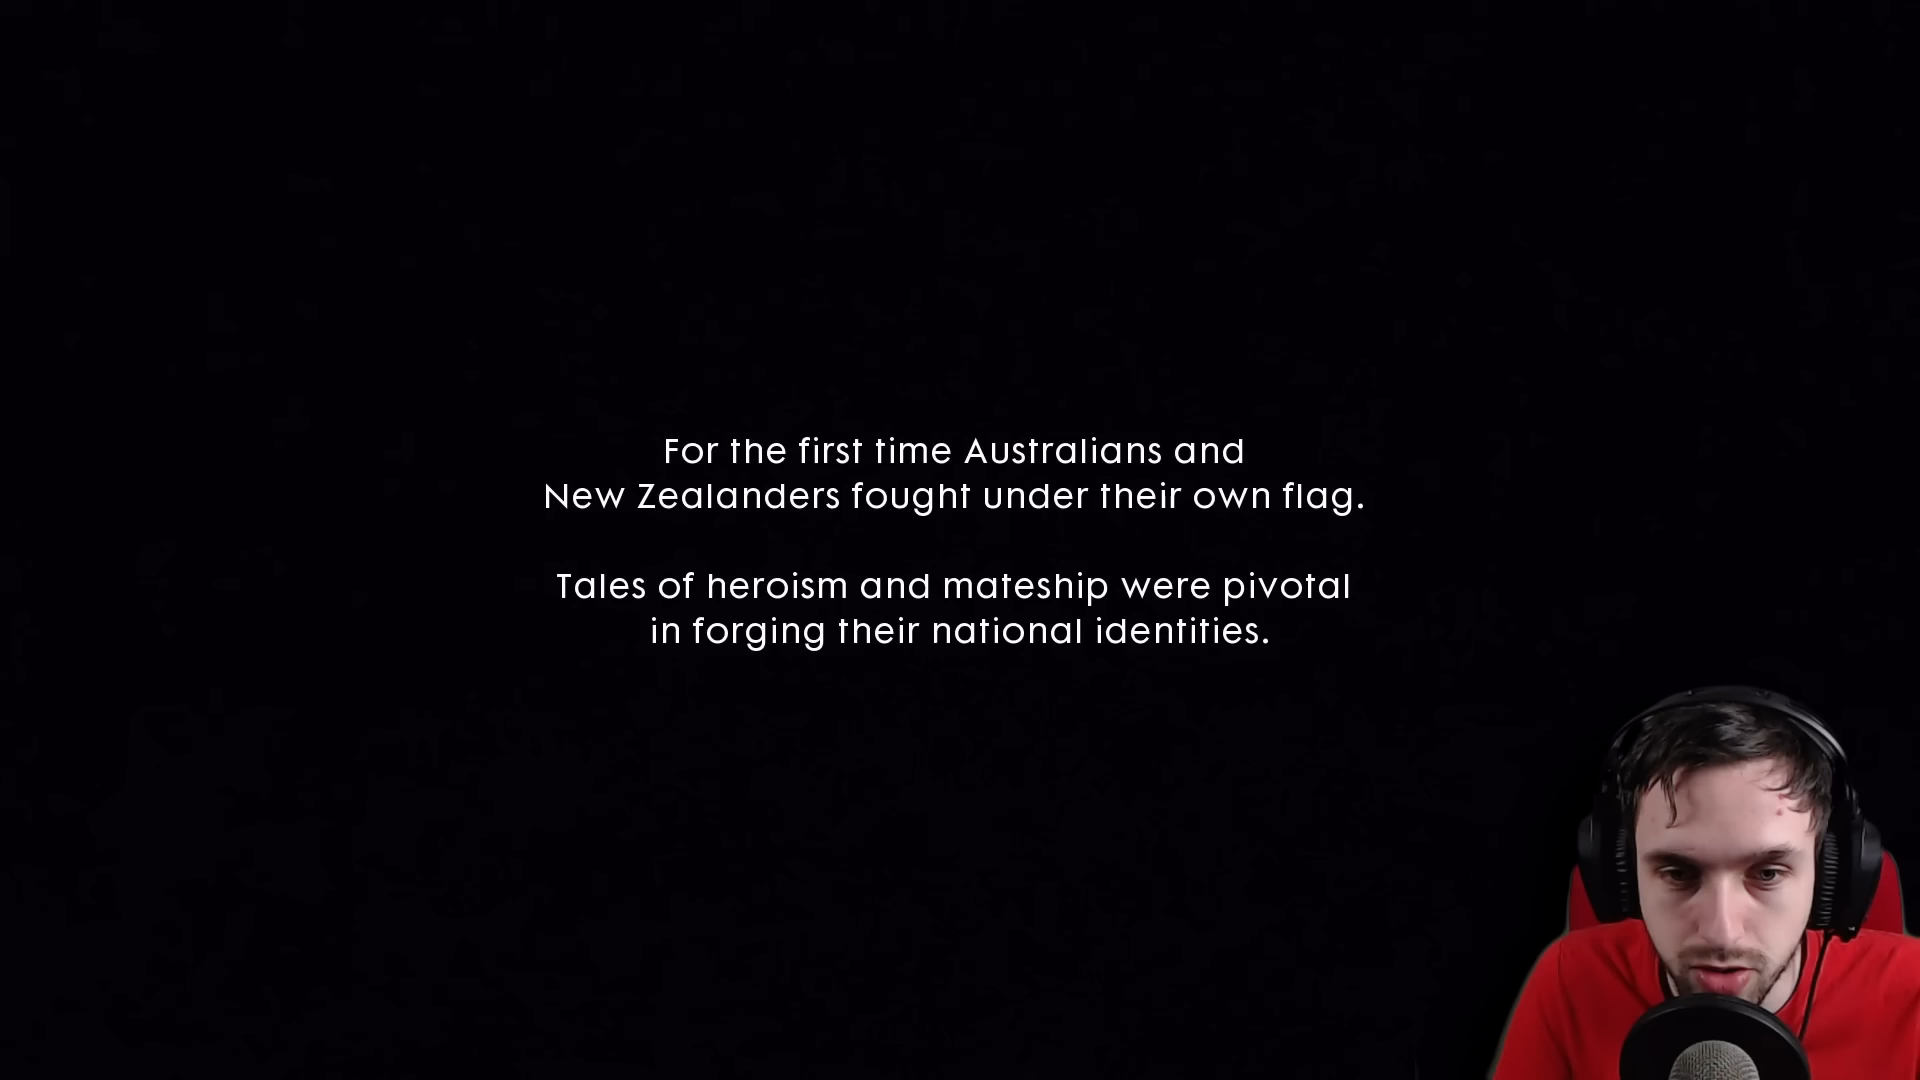 For the first time Australians and
New Zealanders fought under their own flag.
Tales of heroism and mateship were pivotal
in forging their national identities.